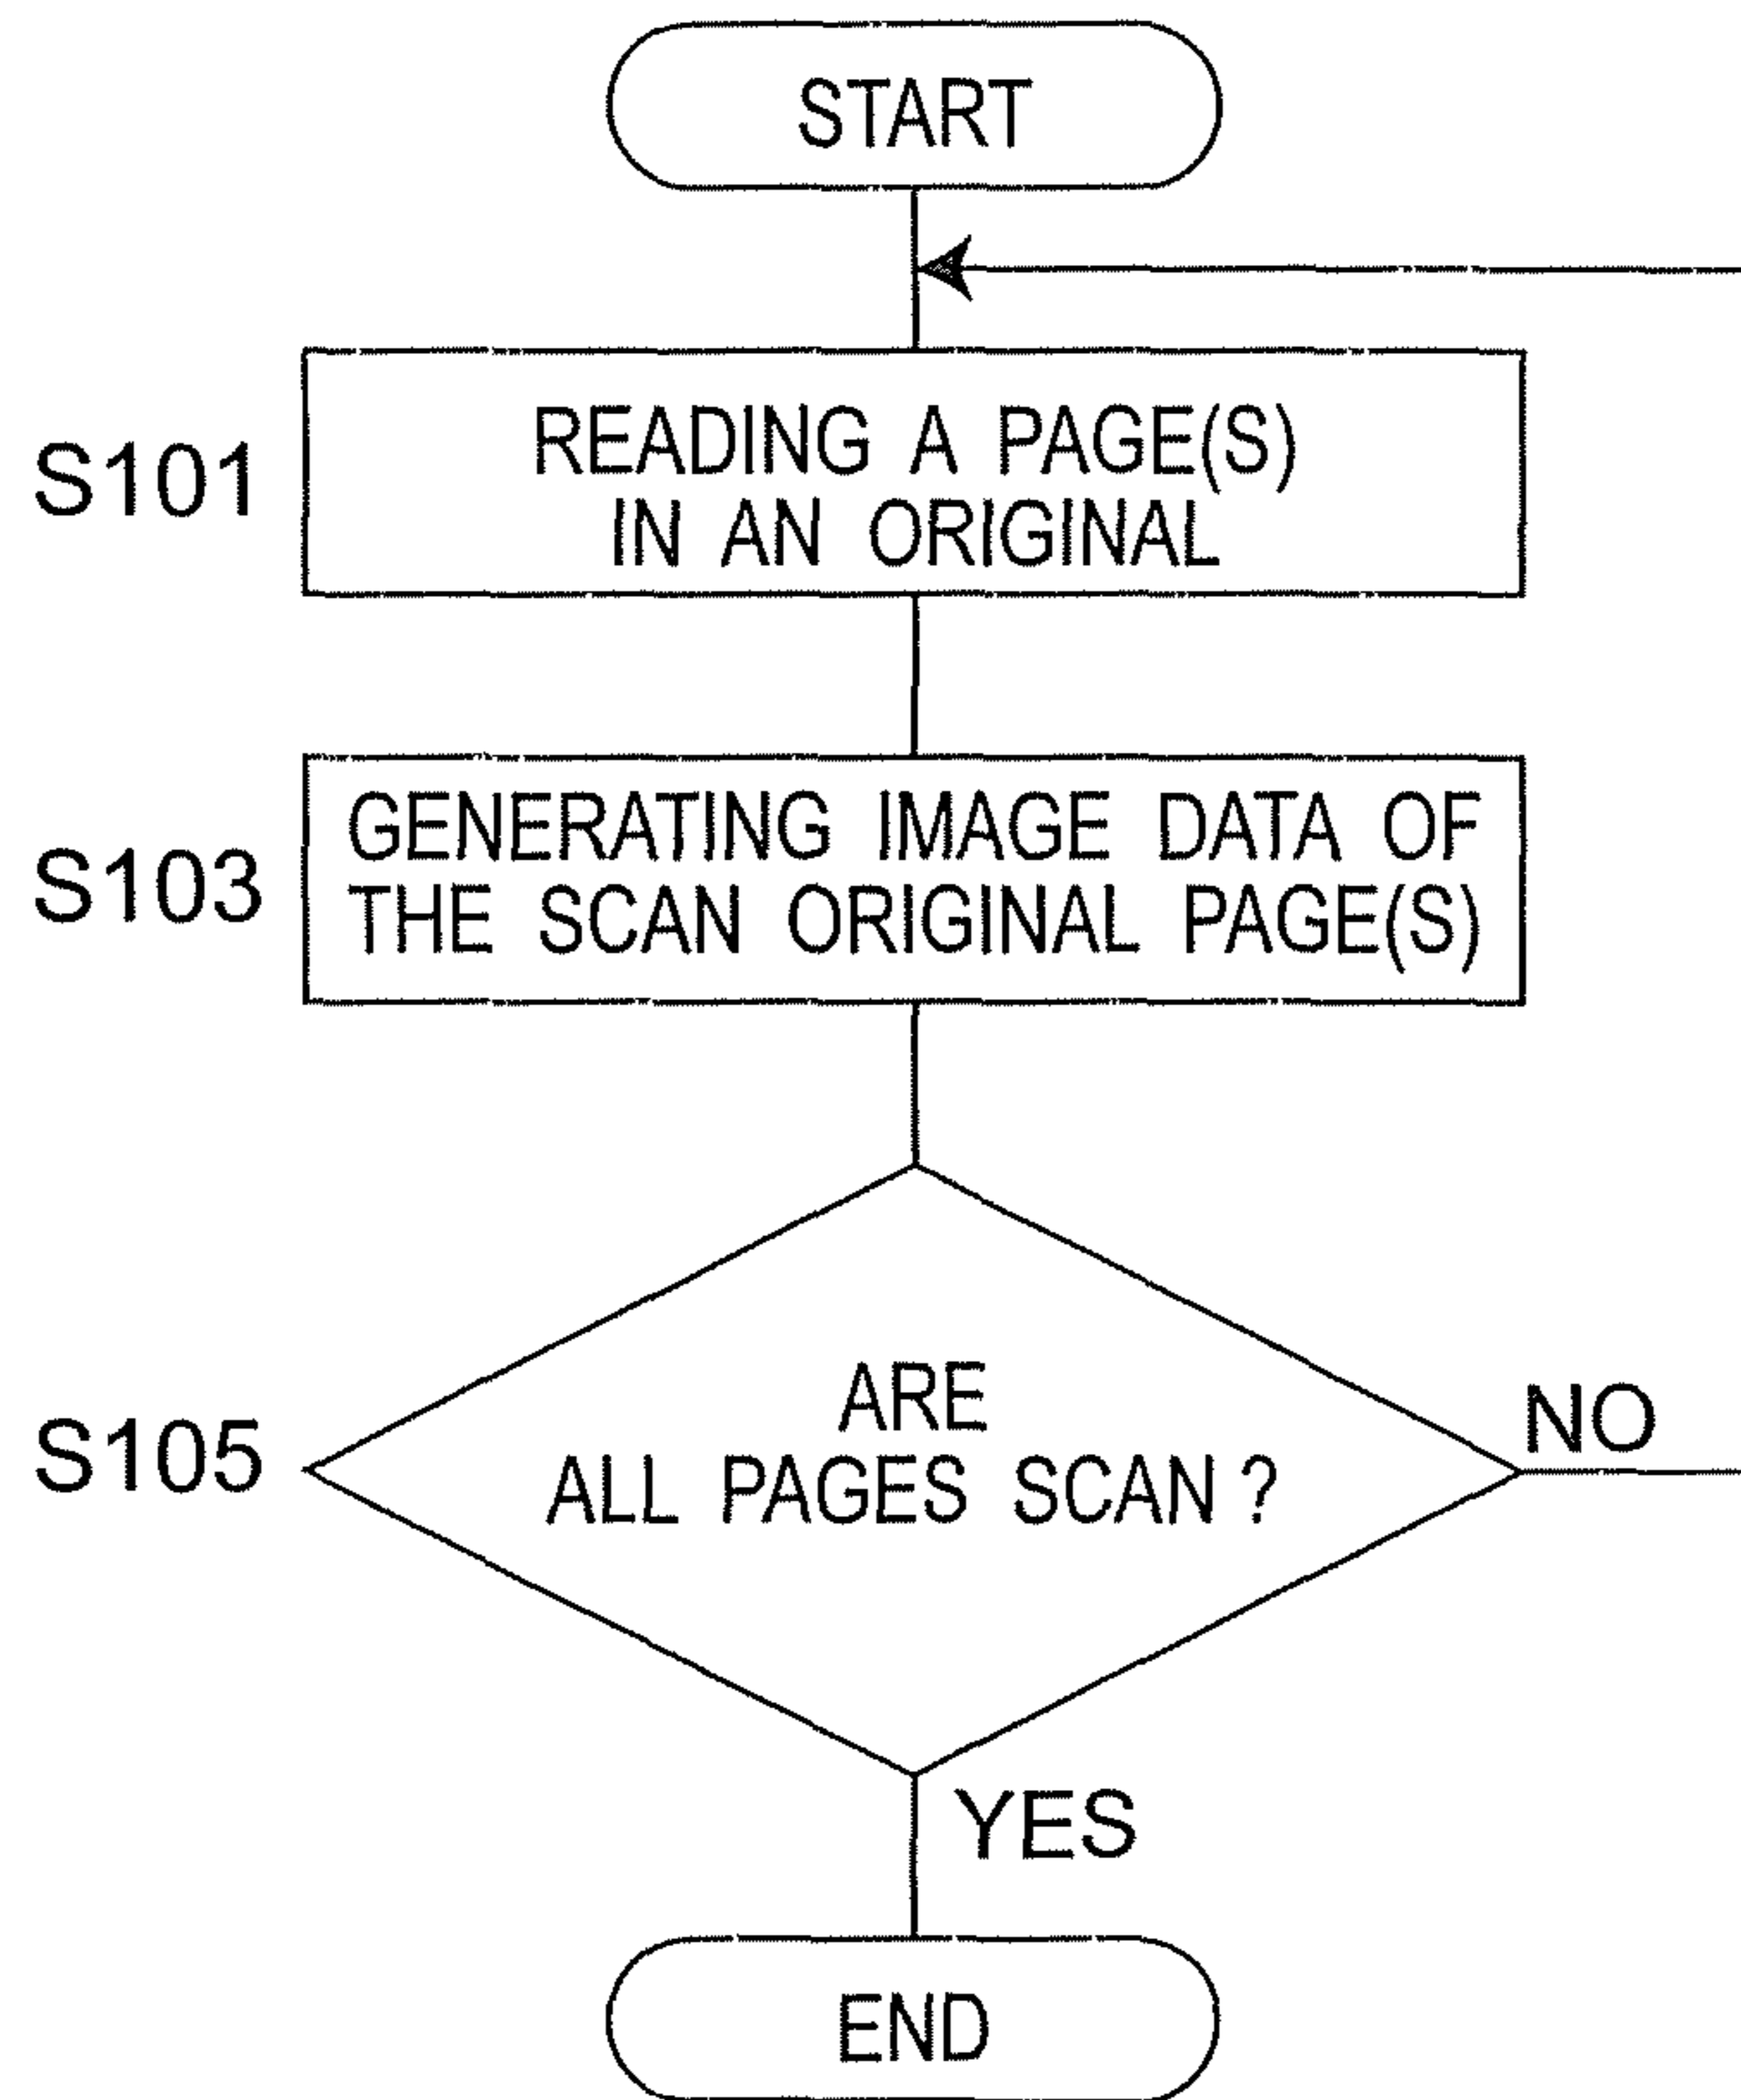 START
S101
READING A PAGE(S)
IN AN ORIGINAL
S103
GENERATING IMAGE DATA OF
THE SCAN ORIGINAL PAGE(S)
S105
ARE
ALL PAGES SCAN ?
NO
YES
END